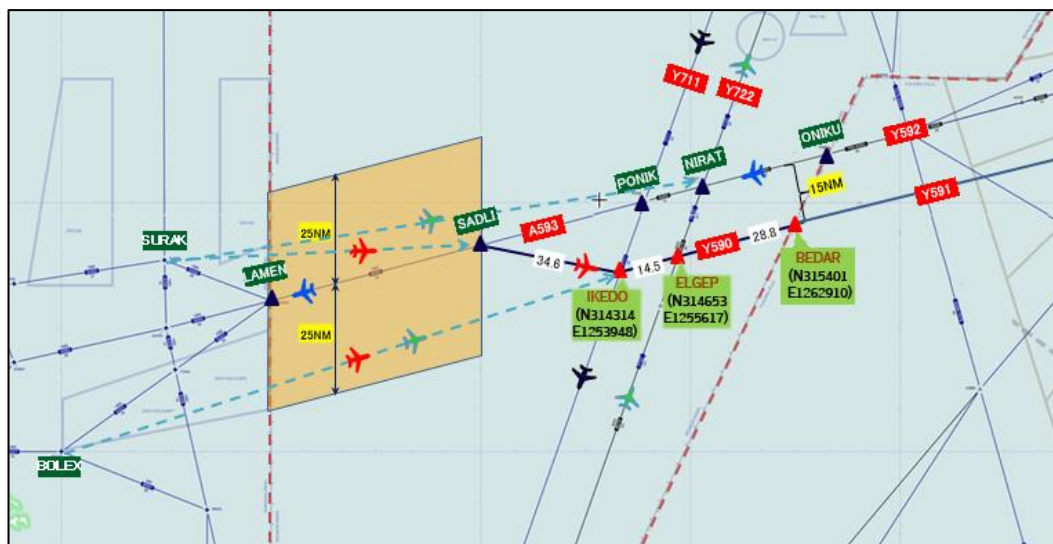 Y711
Y722
ONIKU
Y592
NIRAT
PONIK
15NM
Y591
SADLI
A593
SURAK
25NM
LAMEN
34.6
14.5
Y590
28.8
BEDAR
(N315401
E1262910)
IKEDO
(N314314
E1253948)
ELGEP
(N314653
E1255617)
25NM
BOLEX